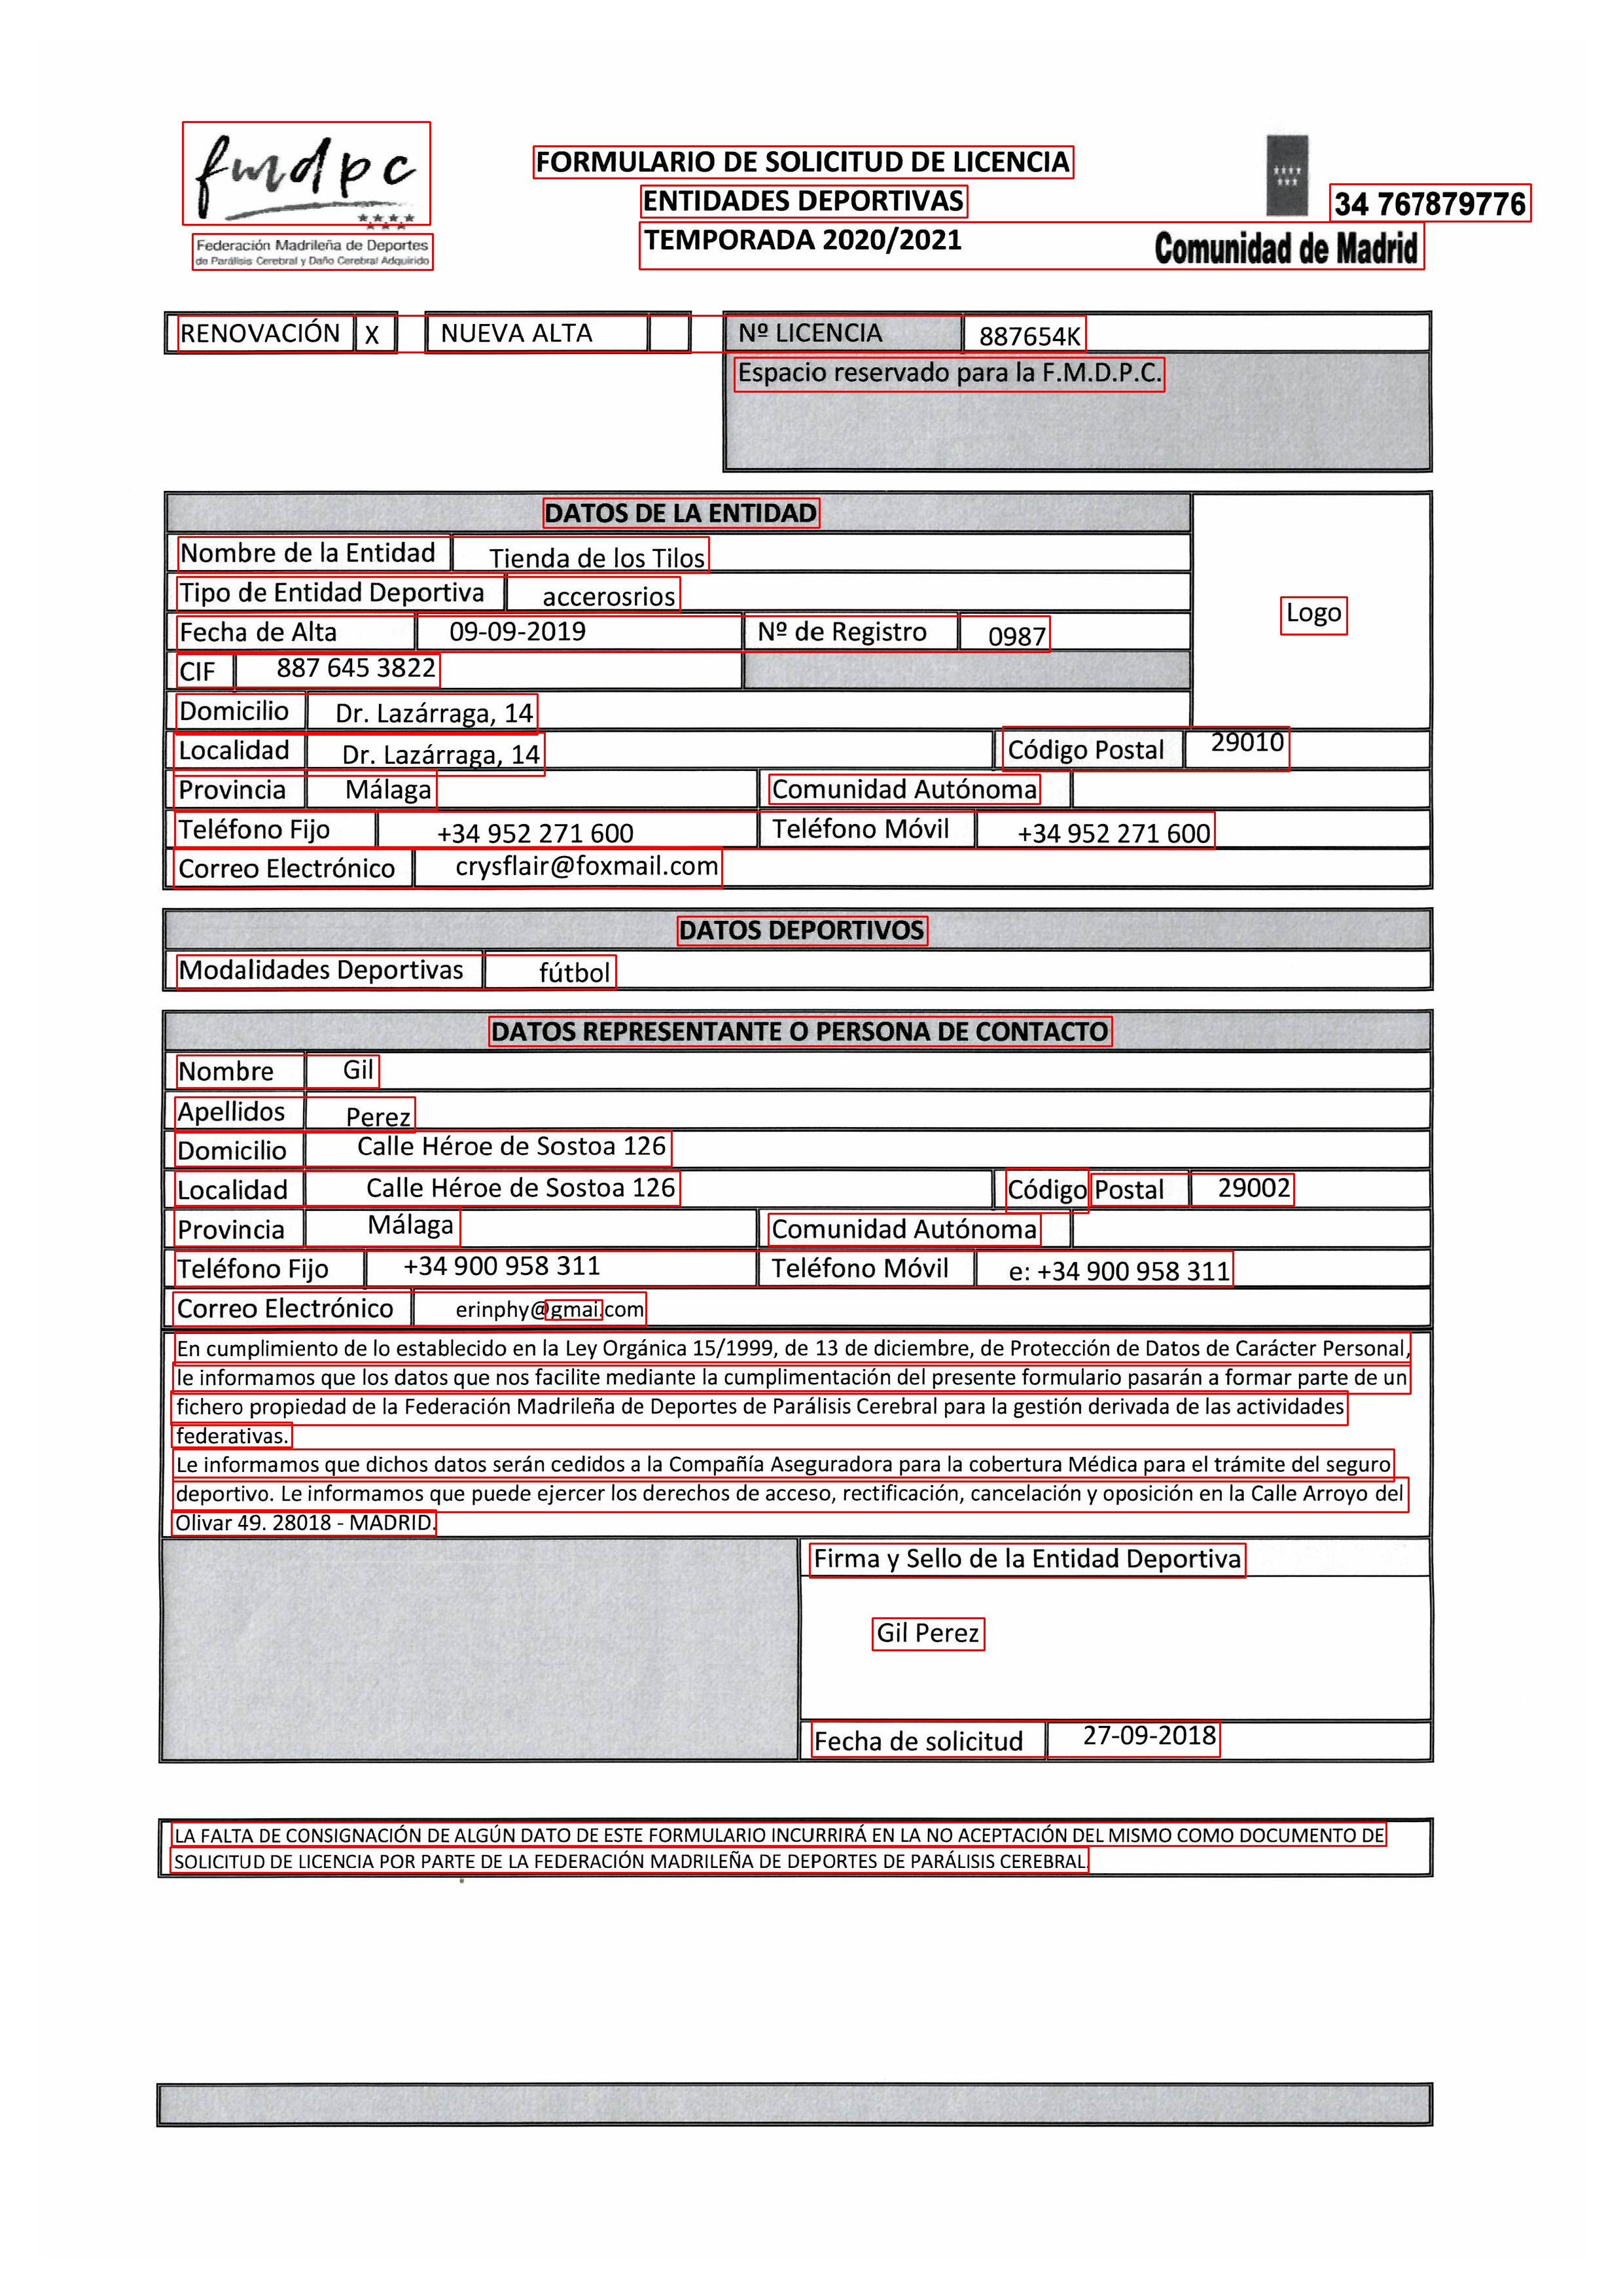 fmdpc
Federación Madrileña de Deportes
de Parálisis Cerebral y Daño Cerebral Adquirido
FORMULARIO DE SOLICITUD DE LICENCIA
ENTIDADES DEPORTIVAS
TEMPORADA 2020/2021
34 767879776
Comunidad de Madrid
RENOVACIÓN X NUEVA ALTA Nº LICENCIA 887654K
Espacio reservado para la F.M.D.P.C.
DATOS DE LA ENTIDAD
Nombre de la Entidad Tienda de los Tilos
Tipo de Entidad Deportiva accerosrios
Logo
Fecha de Alta 09-09-2019 Nº de Registro 0987
CIF 887 645 3822
Domicilio Dr. Lazárraga, 14
Localidad Dr. Lazárraga, 14 Código Postal 29010
Provincia Málaga Comunidad Autónoma
Teléfono Fijo +34 952 271 600 Teléfono Móvil +34 952 271 600
Correo Electrónico crysflair@foxmail.com
DATOS DEPORTIVOS
Modalidades Deportivas fútbol
DATOS REPRESENTANTE O PERSONA DE CONTACTO
Nombre Gil
Apellidos Perez
Domicilio Calle Héroe de Sostoa 126
Localidad Calle Héroe de Sostoa 126 Código Postal 29002
Provincia Málaga Comunidad Autónoma
Teléfono Fijo +34 900 958 311 Teléfono Móvil e: +34 900 958 311
Correo Electrónico erinphy@gmai.com
En cumplimiento de lo establecido en la Ley Orgánica 15/1999, de 13 de diciembre, de Protección de Datos de Carácter Personal,
le informamos que los datos que nos facilite mediante la cumplimentación del presente formulario pasarán a formar parte de un
fichero propiedad de la Federación Madrileña de Deportes de Parálisis Cerebral para la gestión derivada de las actividades
federativas.
Le informamos que dichos datos serán cedidos a la Compañía Aseguradora para la cobertura Médica para el trámite del seguro
deportivo. Le informamos que puede ejercer los derechos de acceso, rectificación, cancelación y oposición en la Calle Arroyo del
Olivar 49. 28018 - MADRID.
Firma y Sello de la Entidad Deportiva
Gil Perez
Fecha de solicitud 27-09-2018
LA FALTA DE CONSIGNACIÓN DE ALGÚN DATO DE ESTE FORMULARIO INCURRIRÁ EN LA NO ACEPTACIÓN DEL MISMO COMO DOCUMENTO DE
SOLICITUD DE LICENCIA POR PARTE DE LA FEDERACIÓN MADRILEÑA DE DEPORTES DE PARÁLISIS CEREBRAL.